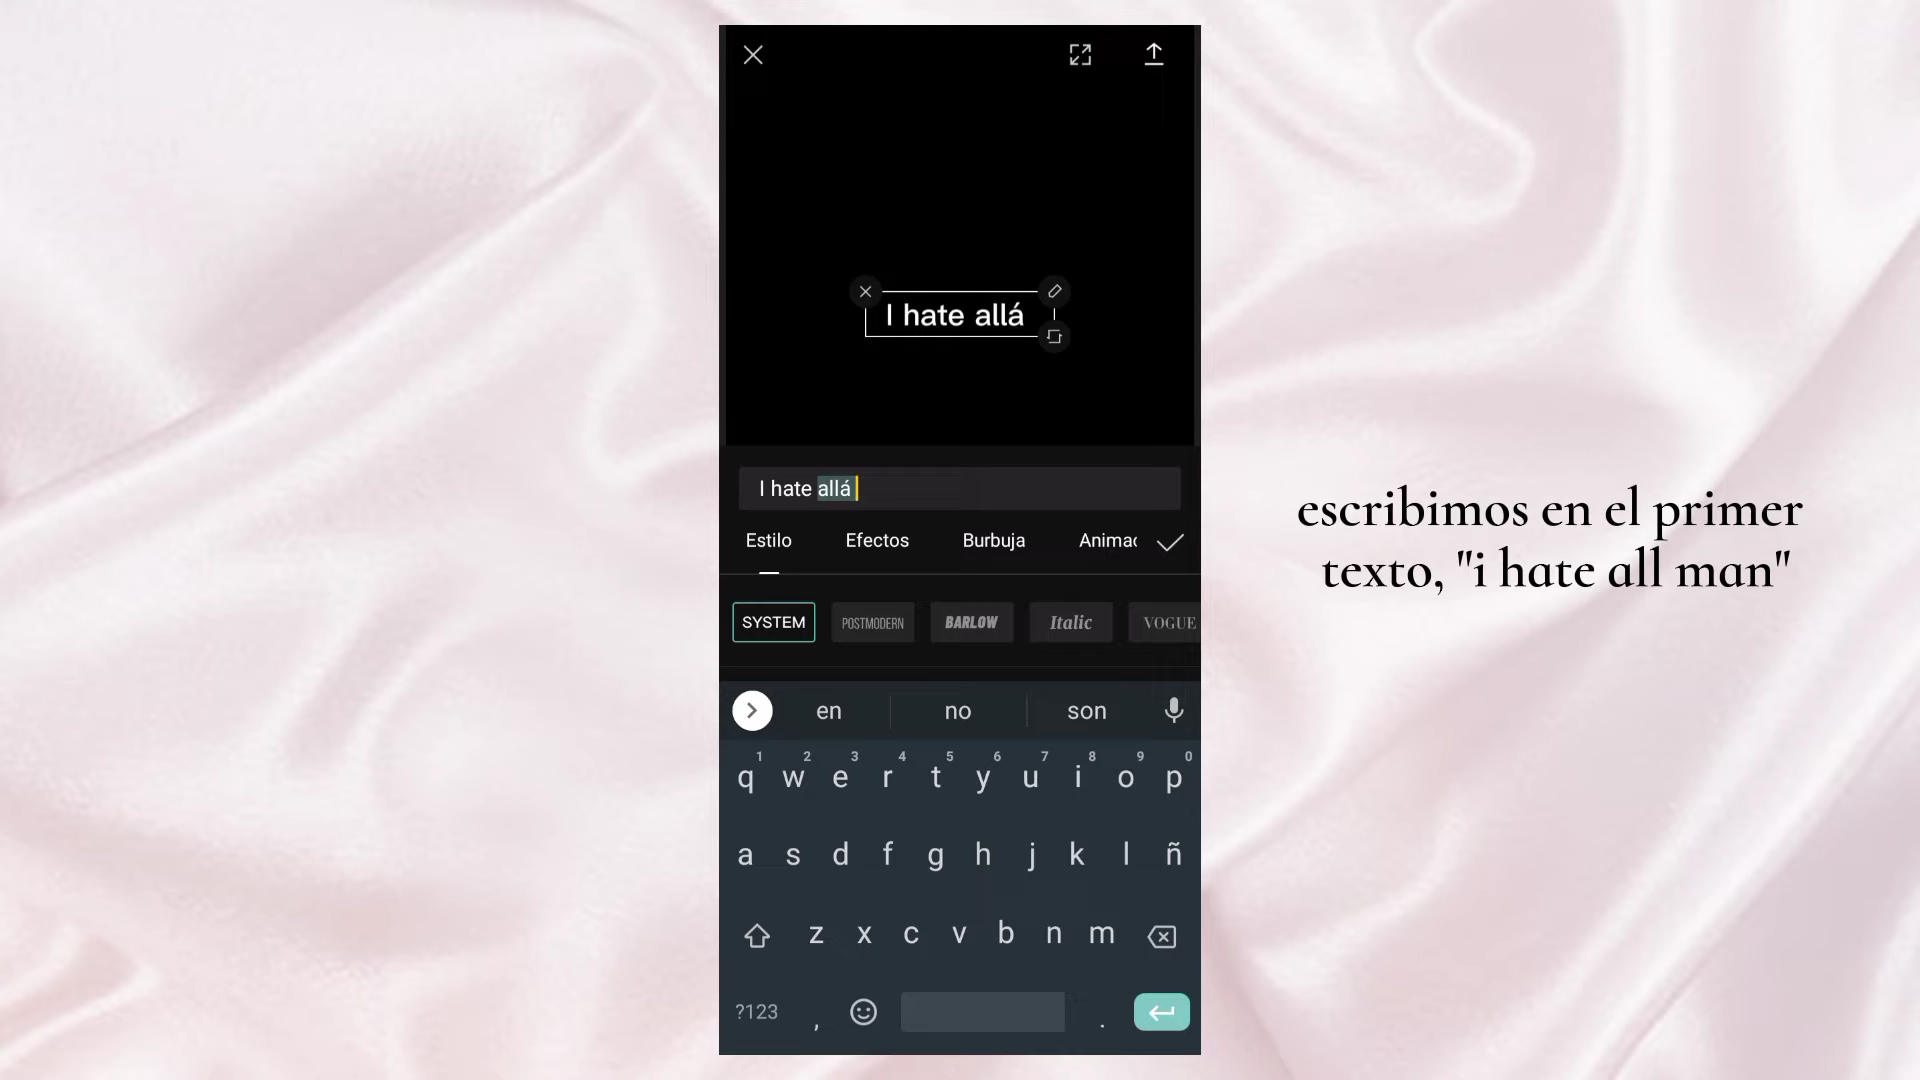 I hate allá
I hate allá
Estilo Efectos Burbuja Animac
SYSTEM POSTMODERN BARLOW Italic VOGUE
en no son
1 2 3 4 5 6 7 8 9 0
q w e r t y u i o p
a s d f g h j k l ñ
z x c v b n m
?123 , .
escribimos en el primer
texto, "i hate all man"